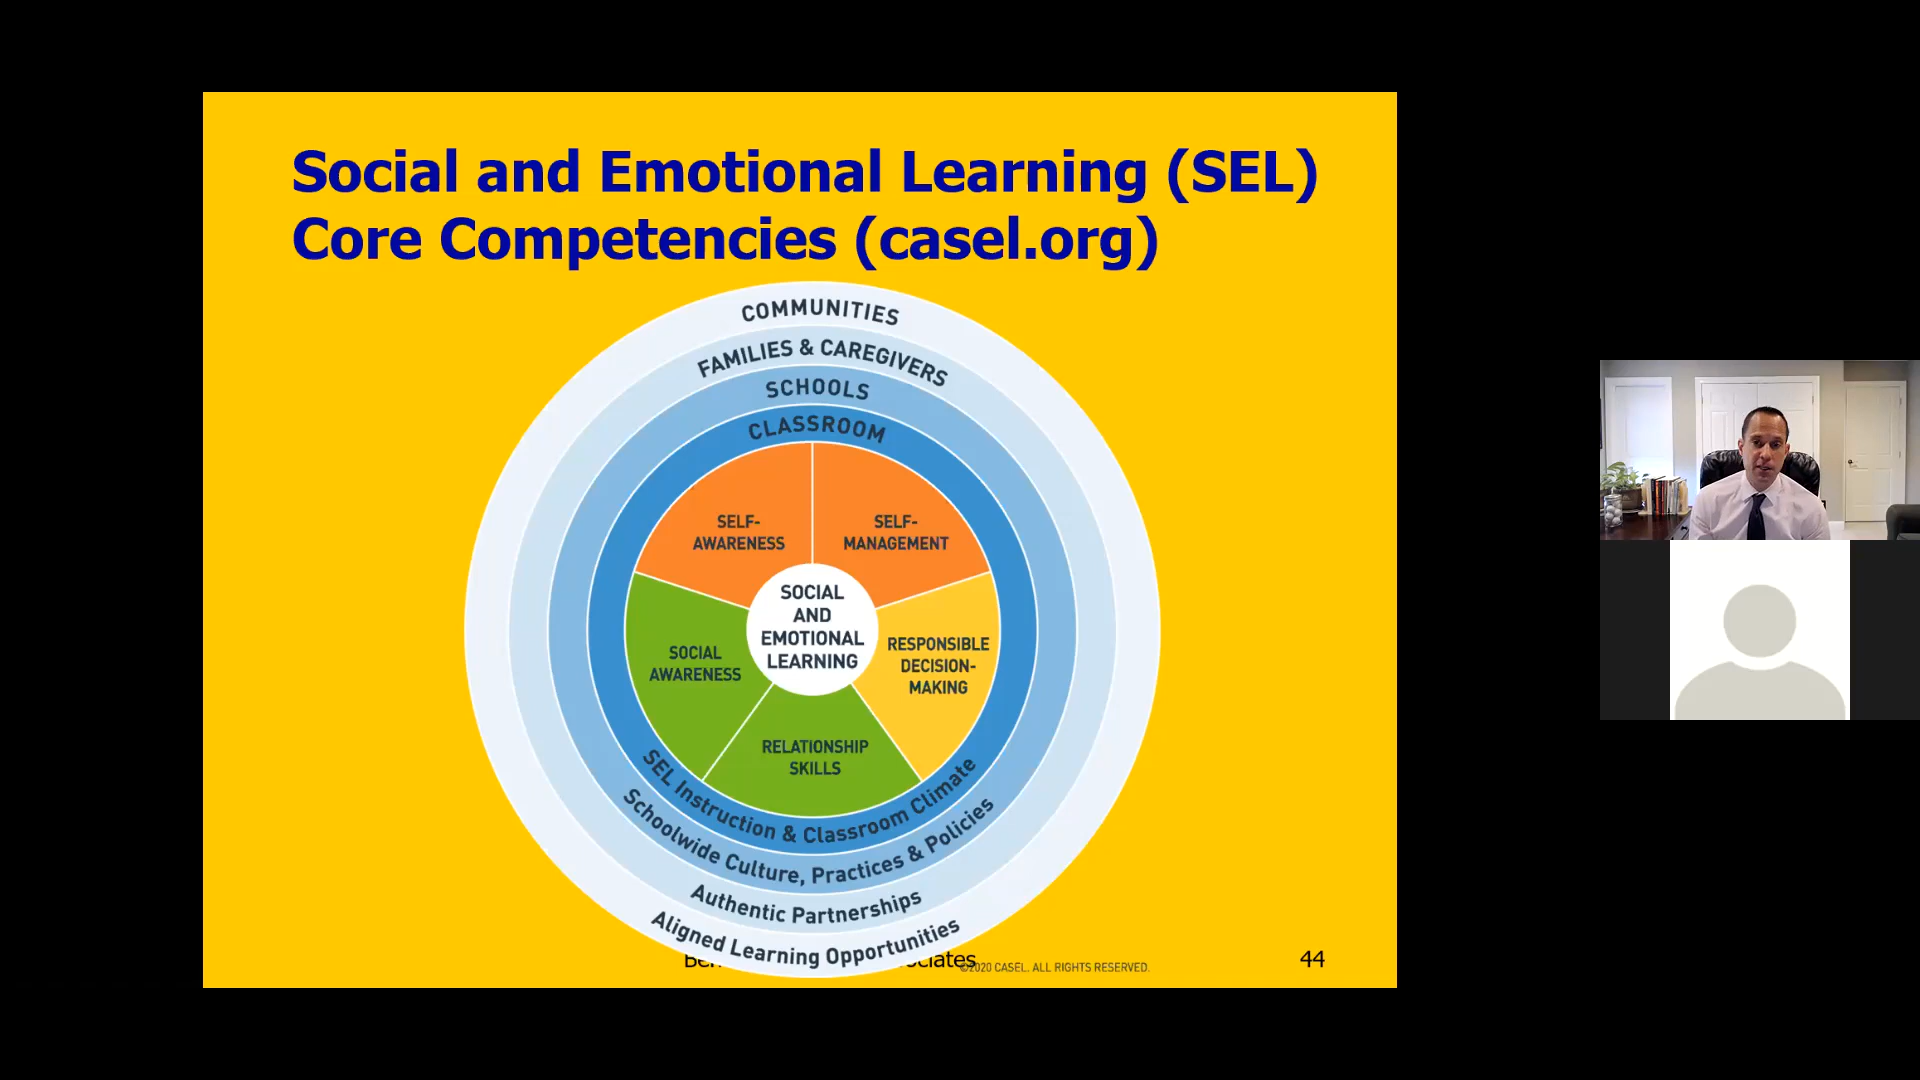 Social and Emotional Learning (SEL)
Core Competencies (casel.org)
COMMUNITIES
FAMILIES & CAREGIVERS
SCHOOLS
CLASSROOM
SELF-
AWARENESS
SELF-
MANAGEMENT
SOCIAL
AND
EMOTIONAL
LEARNING
SOCIAL
AWARENESS
RESPONSIBLE
DECISION-
MAKING
RELATIONSHIP
SKILLS
SEL Instruction & Classroom Climate
Schoolwide Culture, Practices & Policies
Authentic Partnerships
Aligned Learning Opportunities
©2020 CASEL. ALL RIGHTS RESERVED.
44